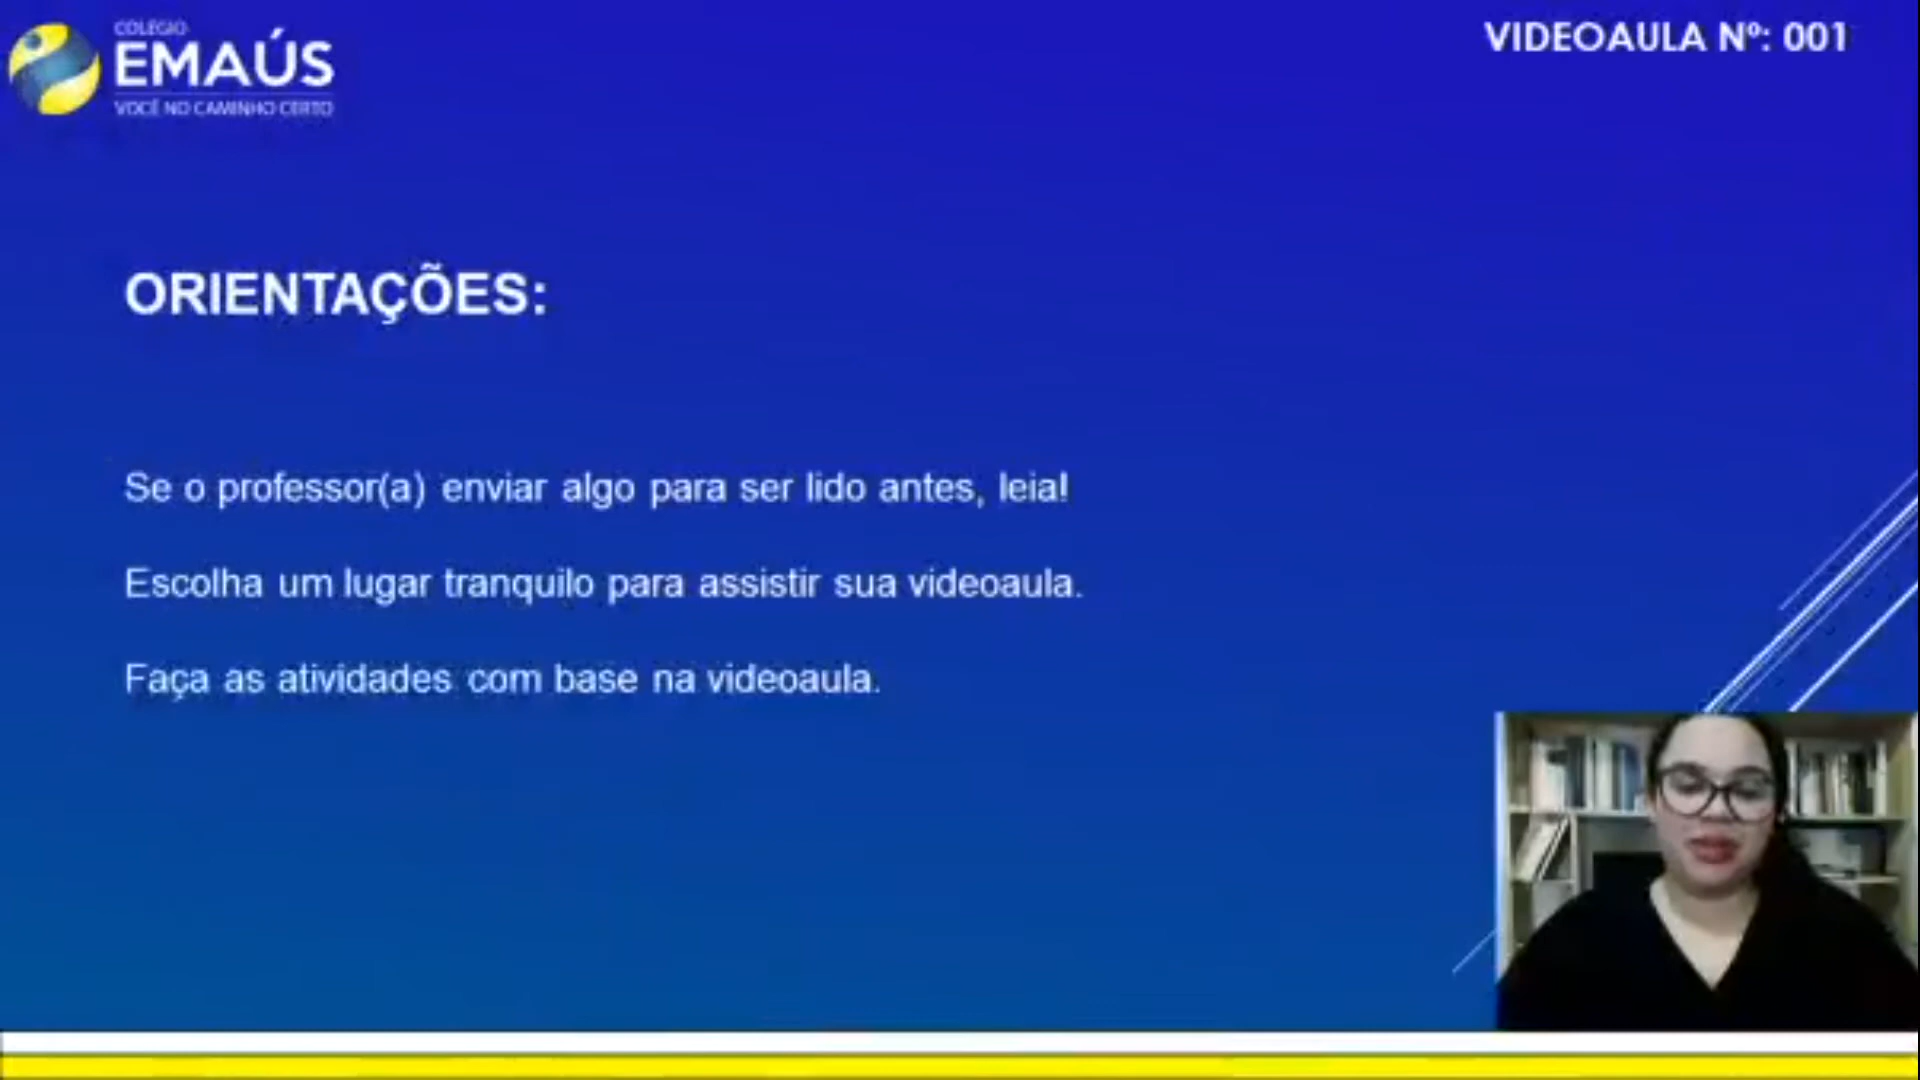 COLÉGIO
EMAÚS
VOCÊ NO CAMINHO CERTO
VIDEOAULA Nº: 001
ORIENTAÇÕES:
Se o professor(a) enviar algo para ser lido antes, leia!
Escolha um lugar tranquilo para assistir sua videoaula.
Faça as atividades com base na videoaula.